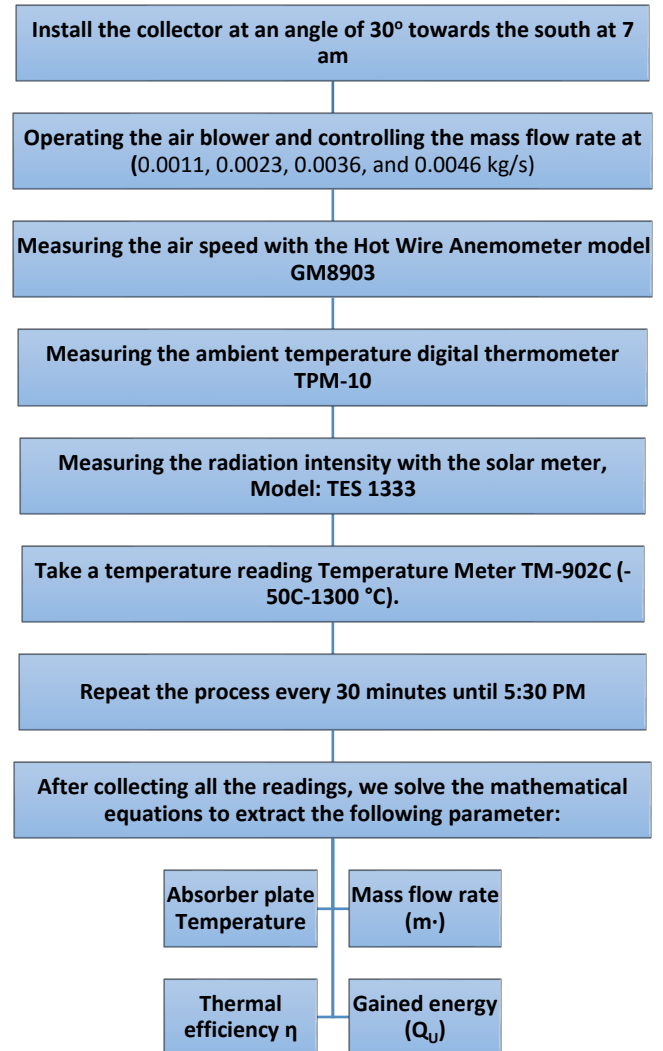 Install the collector at an angle of 30° towards the south at 7
am
Operating the air blower and controlling the mass flow rate at
(0.0011, 0.0023, 0.0036, and 0.0046 kg/s)
Measuring the air speed with the Hot Wire Anemometer model
GM8903
Measuring the ambient temperature digital thermometer
TPM-10
Measuring the radiation intensity with the solar meter,
Model: TES 1333
Take a temperature reading Temperature Meter TM-902C (-
50C-1300 °C).
Repeat the process every 30 minutes until 5:30 PM
After collecting all the readings, we solve the mathematical
equations to extract the following parameter:
Absorber plate
Temperature
Mass flow rate
(m·)
Thermal
efficiency η
Gained energy
(Qᴜ)